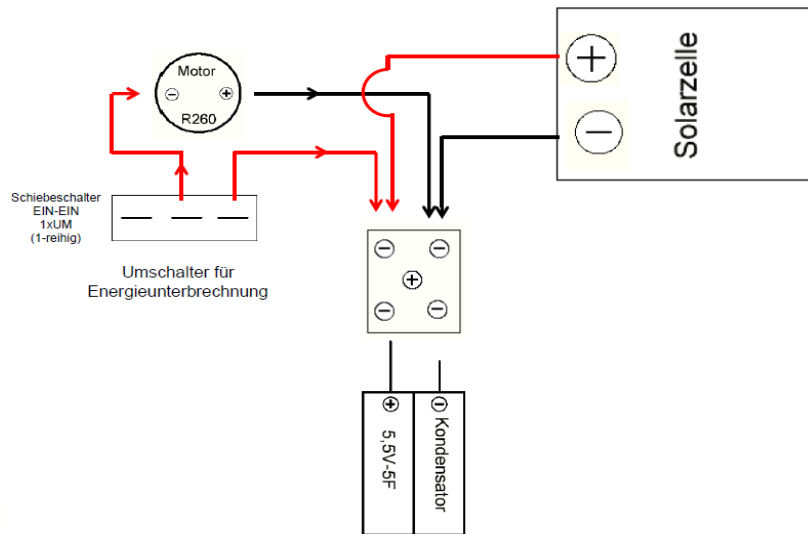 Motor
R260
Solarzelle
Schiebeschalter
EIN-EIN
1xUM
(1-reihig)
Umschalter für
Energieunterbrechnung
5,5V-5F
Kondensator